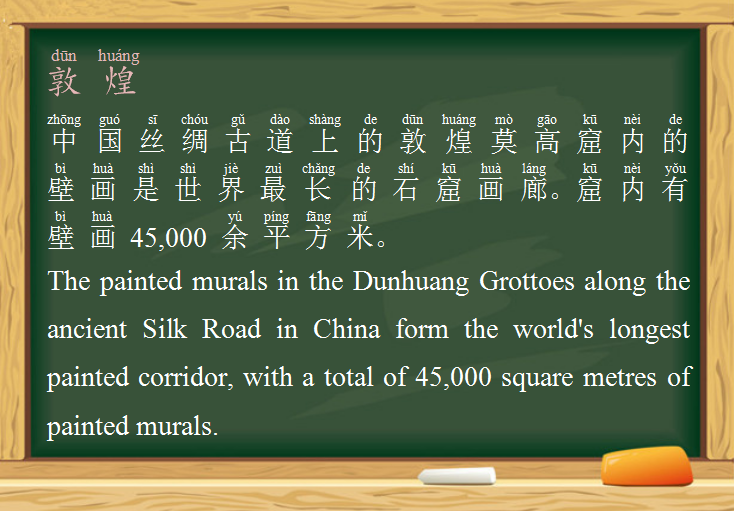 dūn huáng
敦 煌
zhōng guó sī chóu gǔ dào shàng de dūn huáng mò gāo kū nèi de
中 国 丝 绸 古 道 上 的 敦 煌 莫 高 窟 内 的
bì huà shì shì jiè zuì chǎng de shí kū huà láng kū nèi yǒu
壁 画 是 世 界 最 长 的 石 窟 画 廊。窟 内 有
bì huà yú píng fāng mǐ
壁 画 45,000 余 平 方 米。
The painted murals in the Dunhuang Grottoes along the
ancient Silk Road in China form the world's longest
painted corridor, with a total of 45,000 square metres of
painted murals.